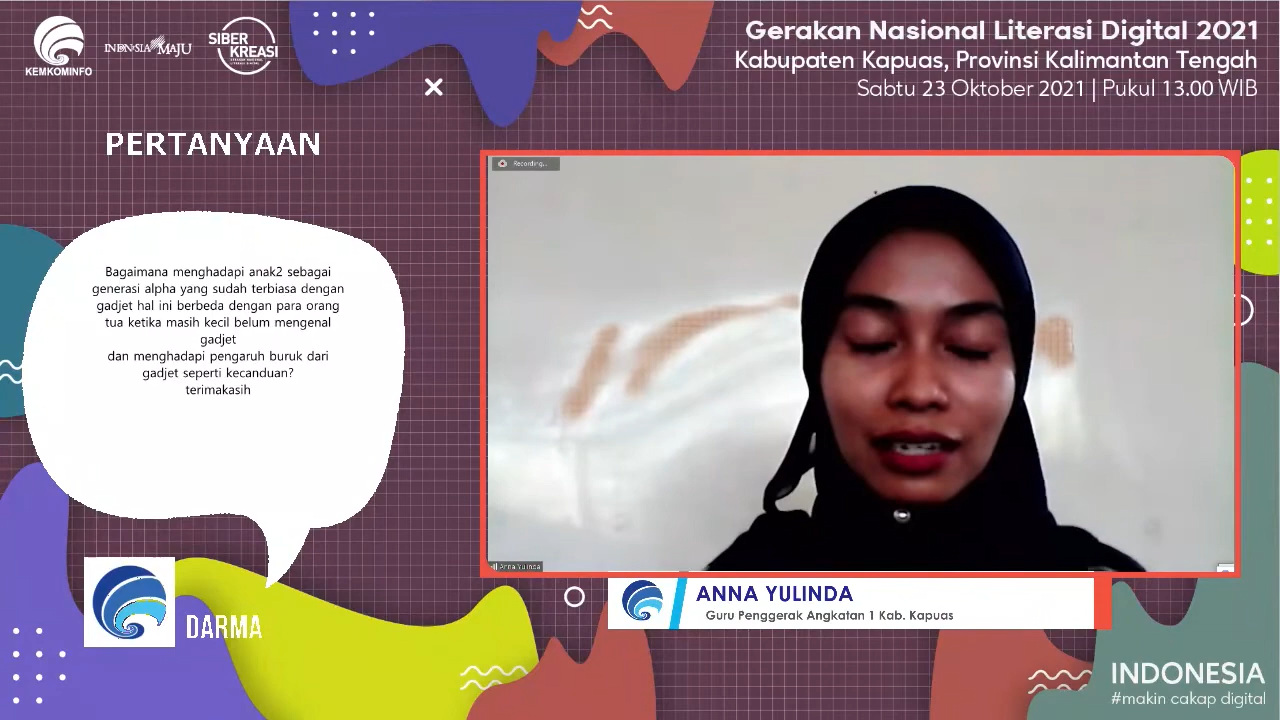 KEMKOMINFO
INDONESIA MAJU
SIBER KREASI
Gerakan Nasional Literasi Digital 2021
Kabupaten Kapuas, Provinsi Kalimantan Tengah
Sabtu 23 Oktober 2021 | Pukul 13.00 WIB
PERTANYAAN
Recording...
Bagaimana menghadapi anak2 sebagai
generasi alpha yang sudah terbiasa dengan
gadjet hal ini berbeda dengan para orang
tua ketika masih kecil belum mengenal
gadjet
dan menghadapi pengaruh buruk dari
gadjet seperti kecanduan?
terimakasih
Anna Yulinda
DARMA
ANNA YULINDA
Guru Penggerak Angkatan 1 Kab. Kapuas
INDONESIA
#makin cakap digital